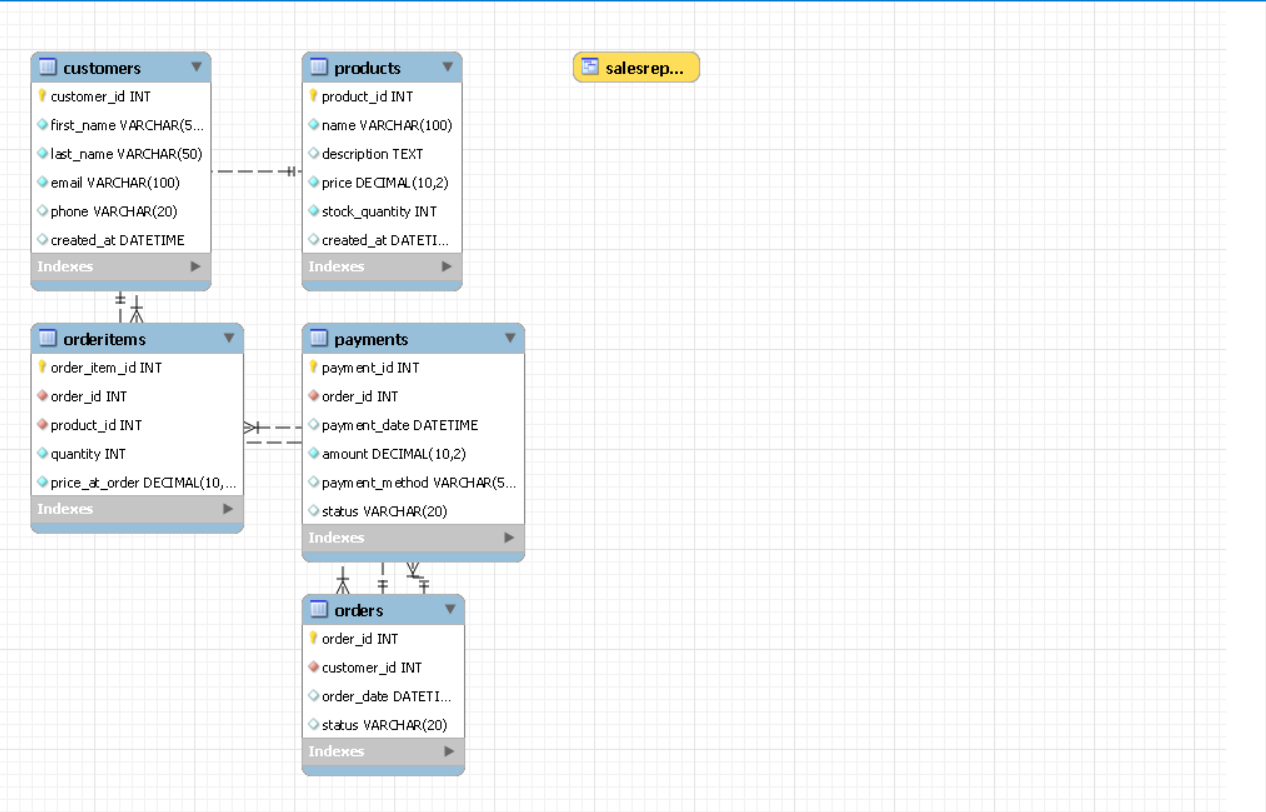 customers
customer_id INT
first_name VARCHAR(5...
last_name VARCHAR(50)
email VARCHAR(100)
phone VARCHAR(20)
created_at DATETIME
Indexes
products
product_id INT
name VARCHAR(100)
description TEXT
price DECIMAL(10,2)
stock_quantity INT
created_at DATETI...
Indexes
salesrep...
orderitems
order_item_id INT
order_id INT
product_id INT
quantity INT
price_at_order DECIMAL(10,...
Indexes
payments
payment_id INT
order_id INT
payment_date DATETIME
amount DECIMAL(10,2)
payment_method VARCHAR(5...
status VARCHAR(20)
Indexes
orders
order_id INT
customer_id INT
order_date DATETI...
status VARCHAR(20)
Indexes